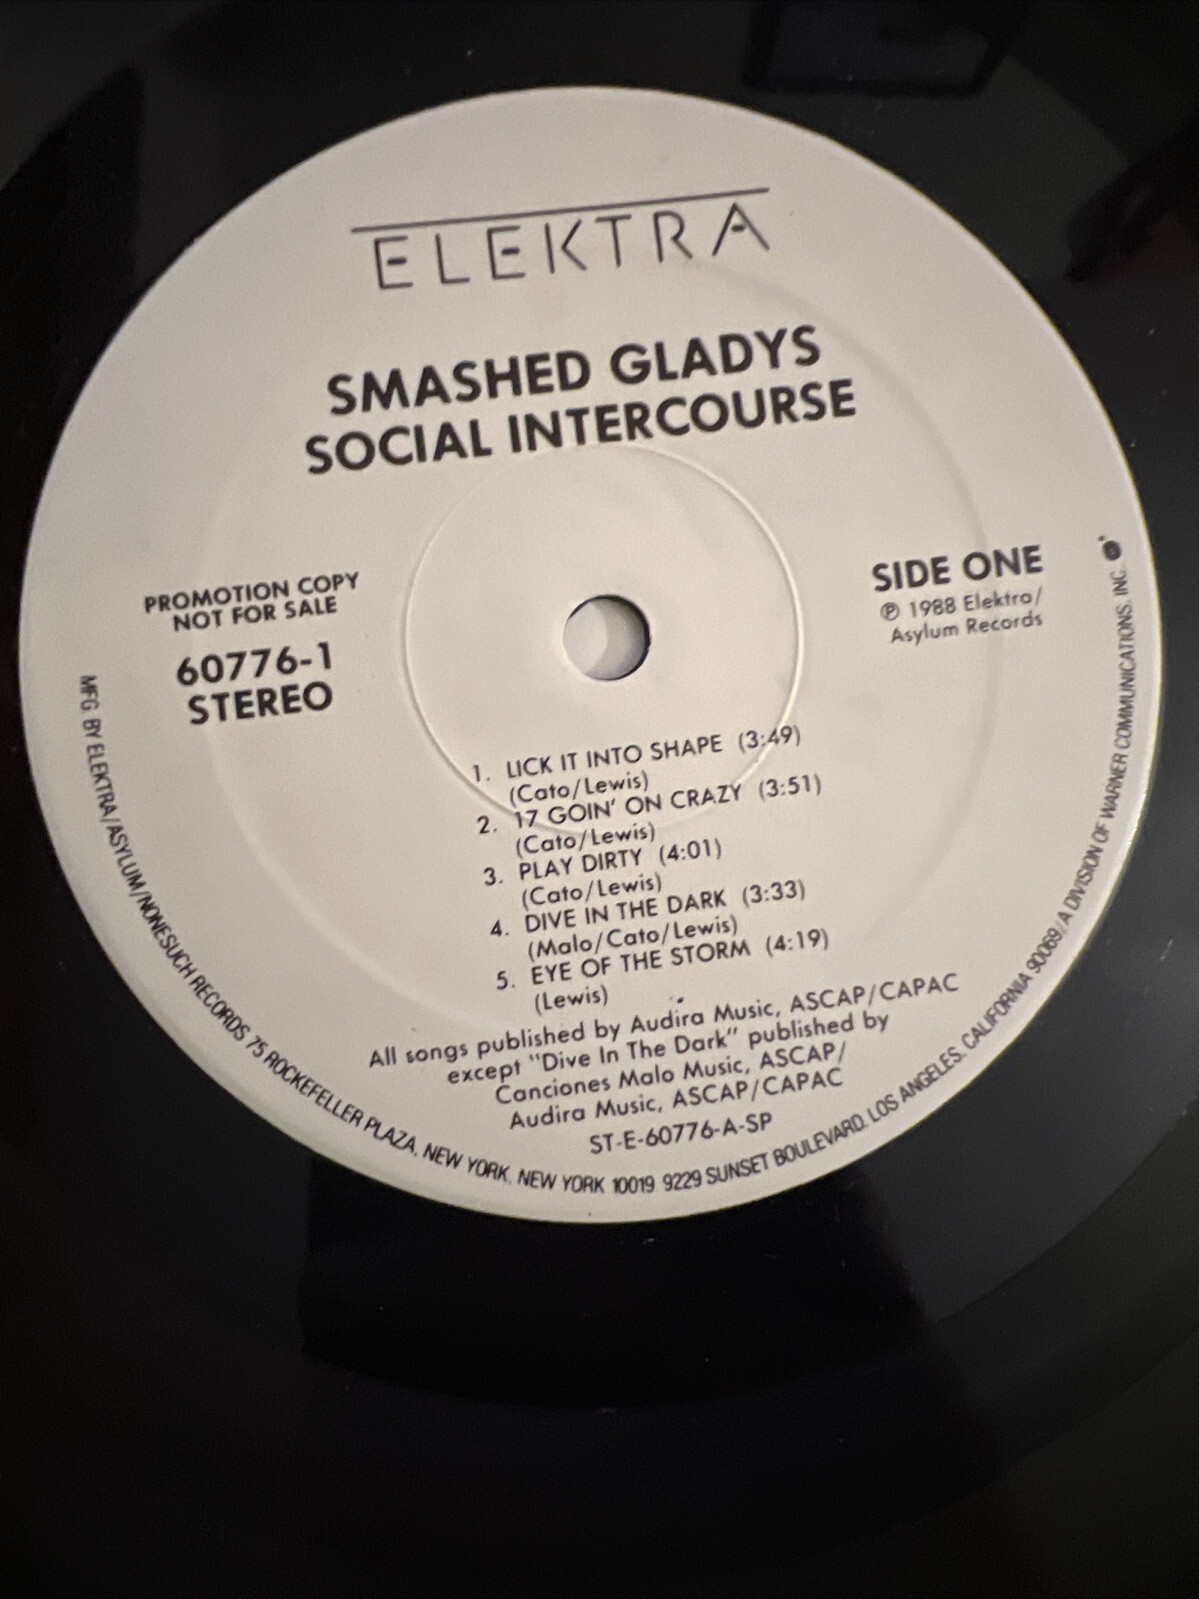 ELEKTRA
SMASHED GLADYS
SOCIAL INTERCOURSE
PROMOTION COPY
NOT FOR SALE
60776-1
STEREO
SIDE ONE
℗ 1988 Elektra/
Asylum Records
1. LICK IT INTO SHAPE (3:49)
(Cato/Lewis)
2. 17 GOIN' ON CRAZY (3:51)
(Cato/Lewis)
3. PLAY DIRTY (4:01)
(Cato/Lewis)
4. DIVE IN THE DARK (3:33)
(Malo/Cato/Lewis)
5. EYE OF THE STORM (4:19)
(Lewis)
All songs published by Audira Music, ASCAP/CAPAC
except "Dive In The Dark" published by
Canciones Malo Music, ASCAP/
Audira Music, ASCAP/CAPAC
ST-E-60776-A-SP
MFG. BY ELEKTRA/ASYLUM/NONESUCH RECORDS 75 ROCKEFELLER PLAZA, NEW YORK, NEW YORK 10019 9229 SUNSET BOULEVARD, LOS ANGELES, CALIFORNIA 90069/A DIVISION OF WARNER COMMUNICATIONS, INC.